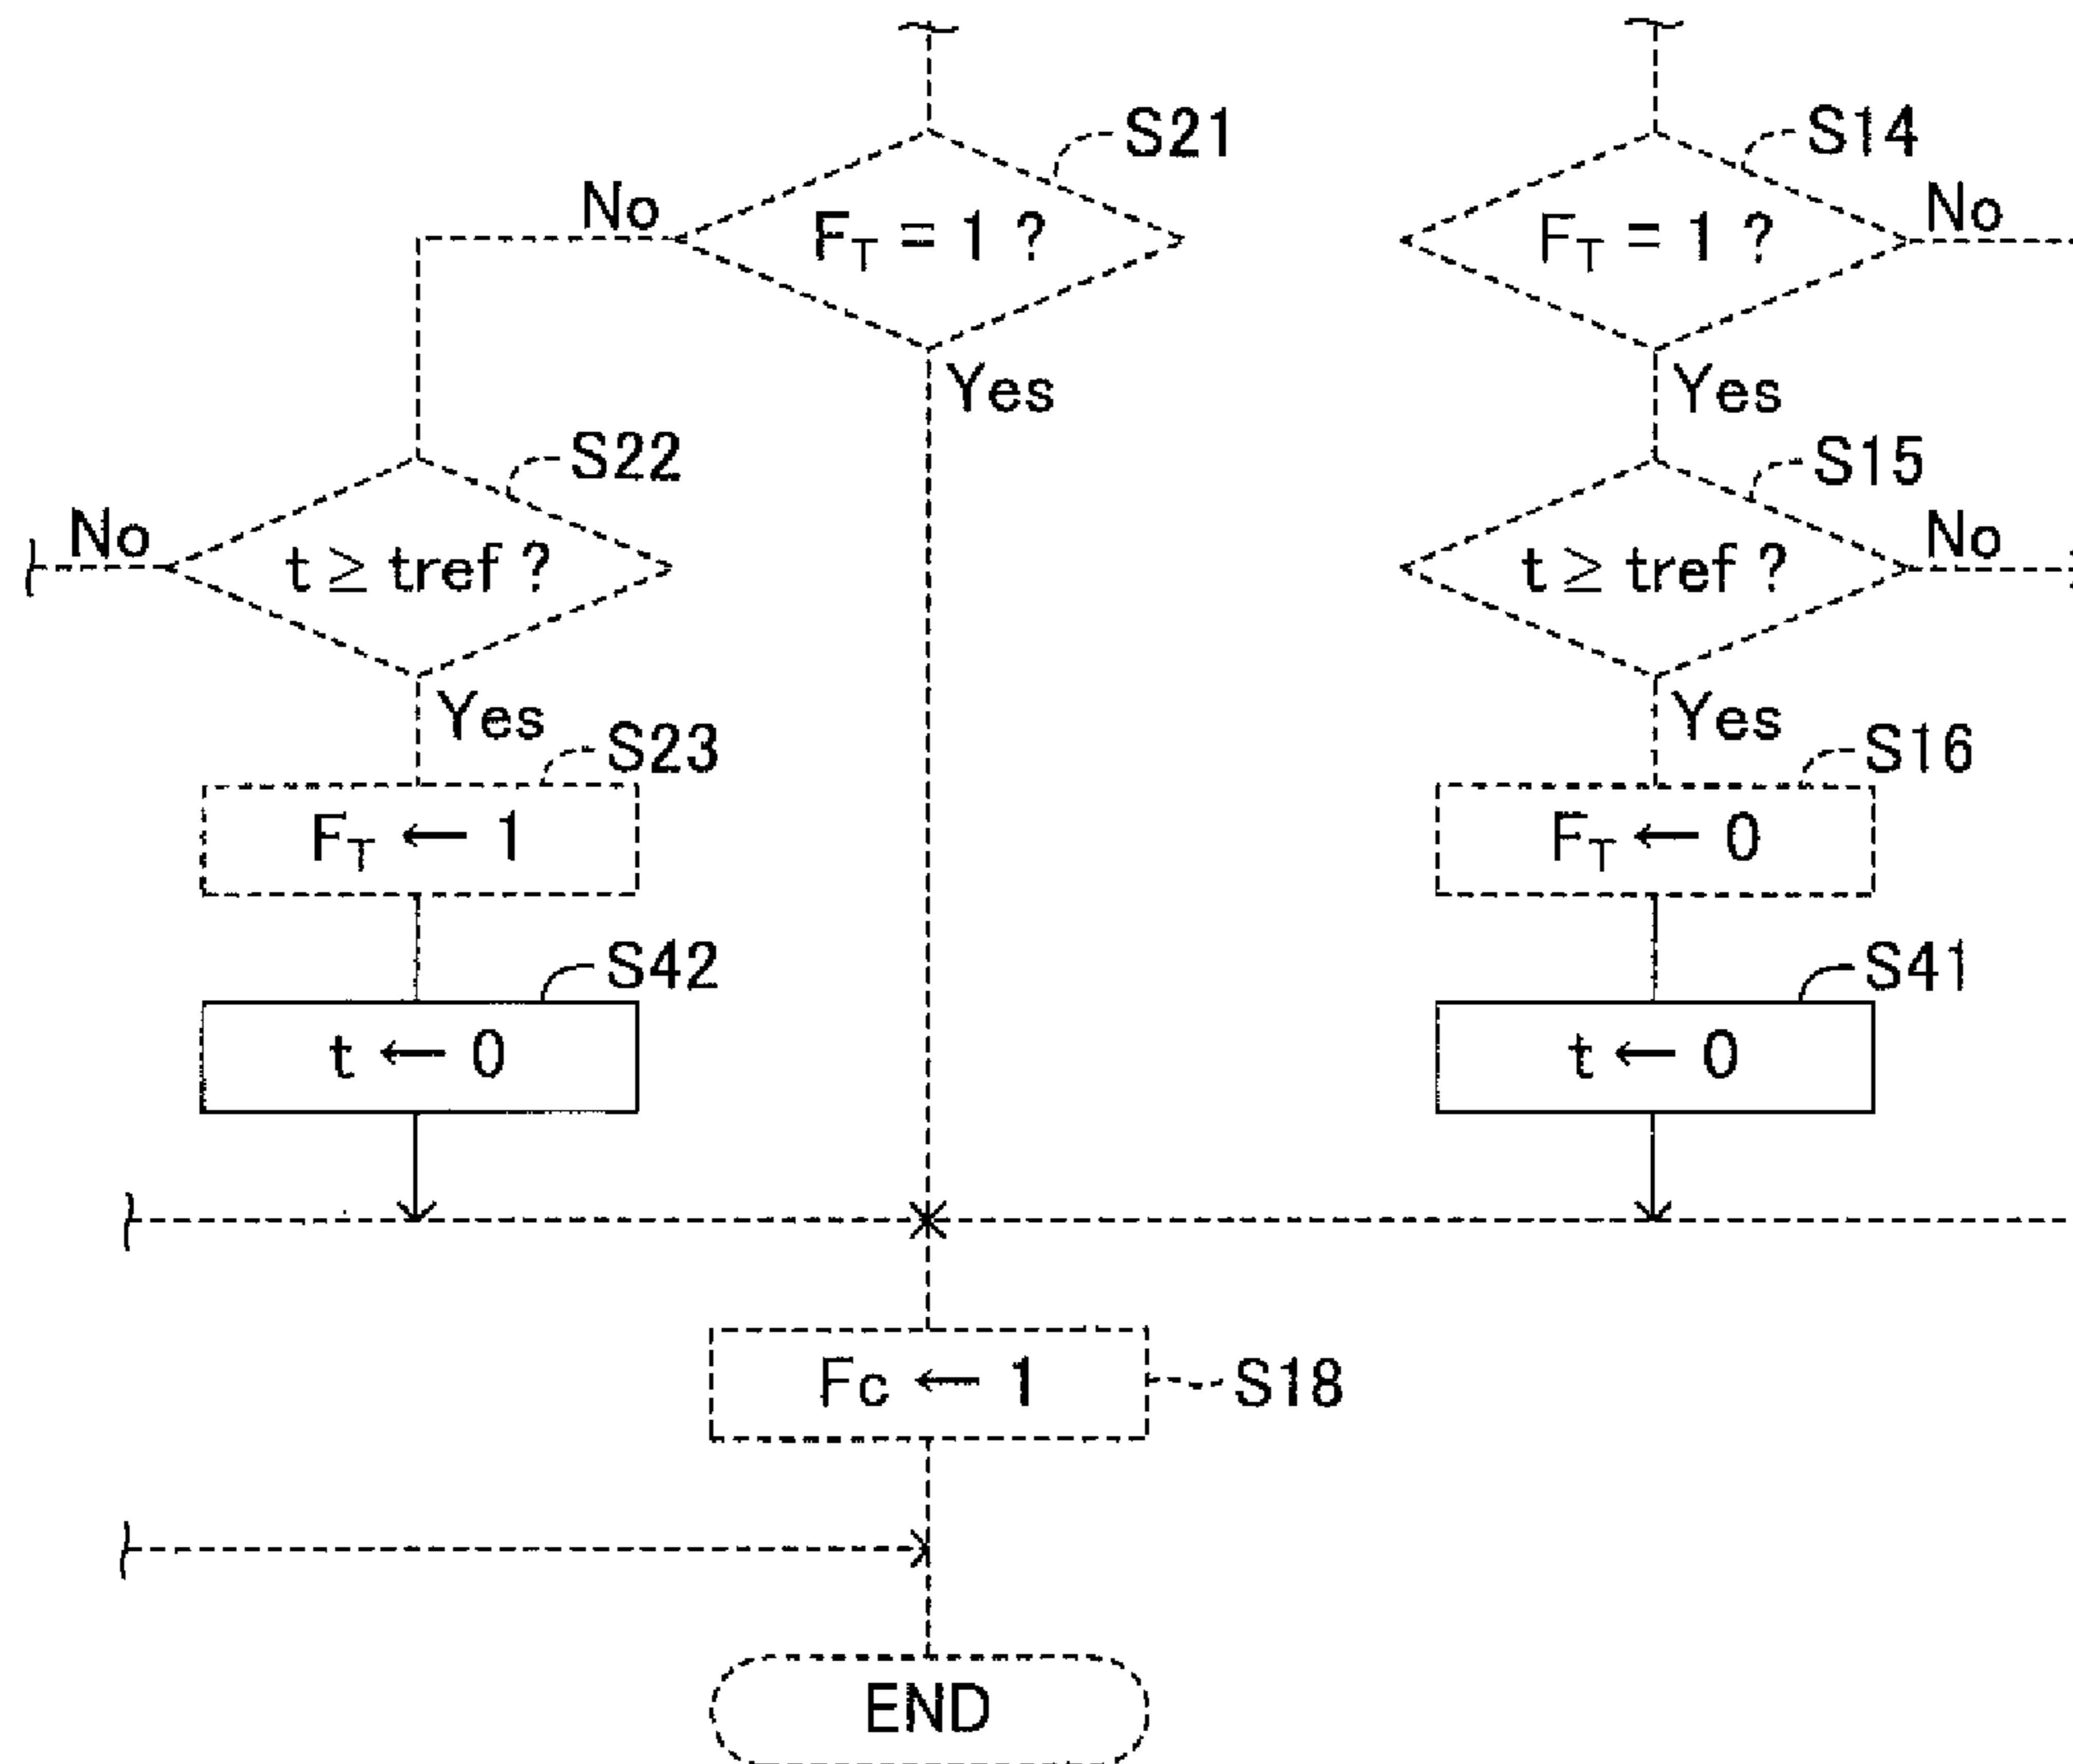 S21
S14
No
F_T = 1 ?
F_T = 1 ?
No
Yes
Yes
S22
S15
No
t ≥ tref ?
t ≥ tref ?
No
Yes
Yes
S23
S16
F_T ← 1
F_T ← 0
S42
S41
t ← 0
t ← 0
Fc ← 1
S18
END